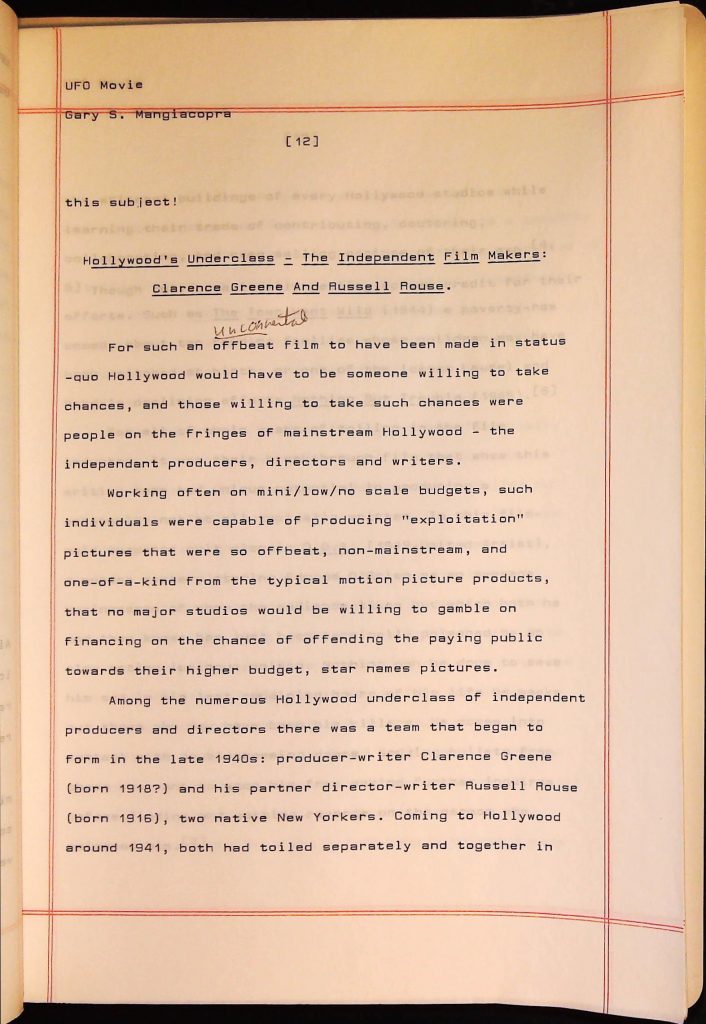 UFO Movie
Gary S. Mangiacopra
[12]
this subject!
Hollywood's Underclass - The Independent Film Makers:
Clarence Greene And Russell Rouse.
For such an offbeat film to have been made in status
-quo Hollywood would have to be someone willing to take
chances, and those willing to take such chances were
people on the fringes of mainstream Hollywood - the
independant producers, directors and writers.
Working often on mini/low/no scale budgets, such
individuals were capable of producing "exploitation"
pictures that were so offbeat, non-mainstream, and
one-of-a-kind from the typical motion picture products,
that no major studios would be willing to gamble on
financing on the chance of offending the paying public
towards their higher budget, star names pictures.
Among the numerous Hollywood underclass of independent
producers and directors there was a team that began to
form in the late 1940s: producer-writer Clarence Greene
(born 1918?) and his partner director-writer Russell Rouse
(born 1916), two native New Yorkers. Coming to Hollywood
around 1941, both had toiled separately and together in